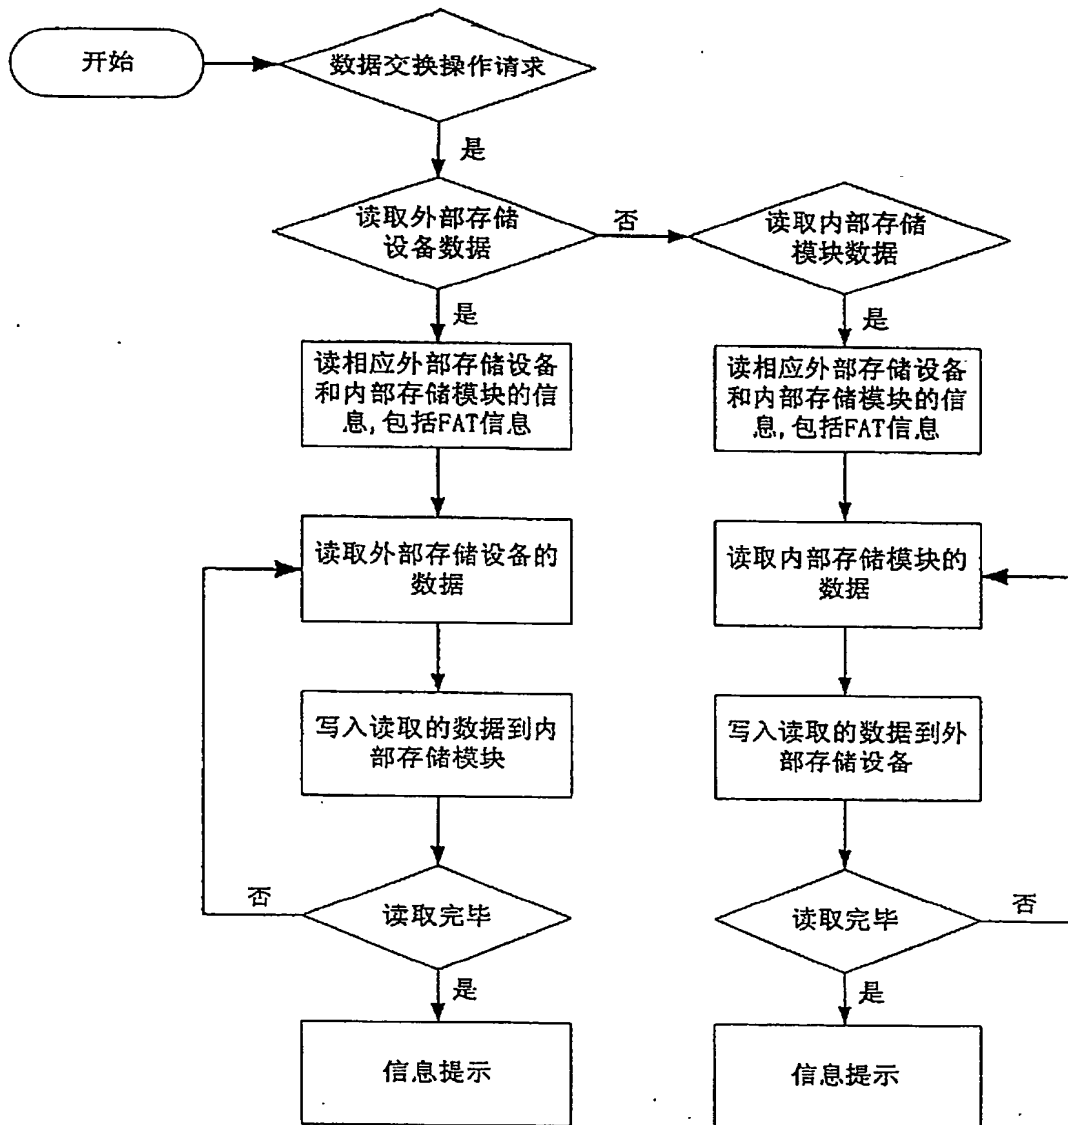 开始
数据交换操作请求
是
读取外部存储
设备数据
否
读取内部存储
模块数据
是
是
读相应外部存储设备
和内部存储模块的信
息,包括FAT信息
读相应外部存储设备
和内部存储模块的信
息,包括FAT信息
读取外部存储设备的
数据
读取内部存储模块的
数据
写入读取的数据到内
部存储模块
写入读取的数据到外
部存储设备
否
读取完毕
读取完毕
否
是
是
信息提示
信息提示